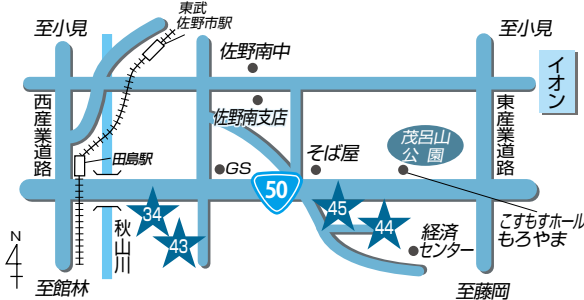 東武
佐野市駅
至小見
至小見
佐野南中
イオン
佐野南支店
西産業道路
東産業道路
茂呂山
公園
田島駅
GS
そば屋
50
34
45
44
43
秋山川
経済
センター
こすもすホール
もろやま
N
4
至館林
至藤岡